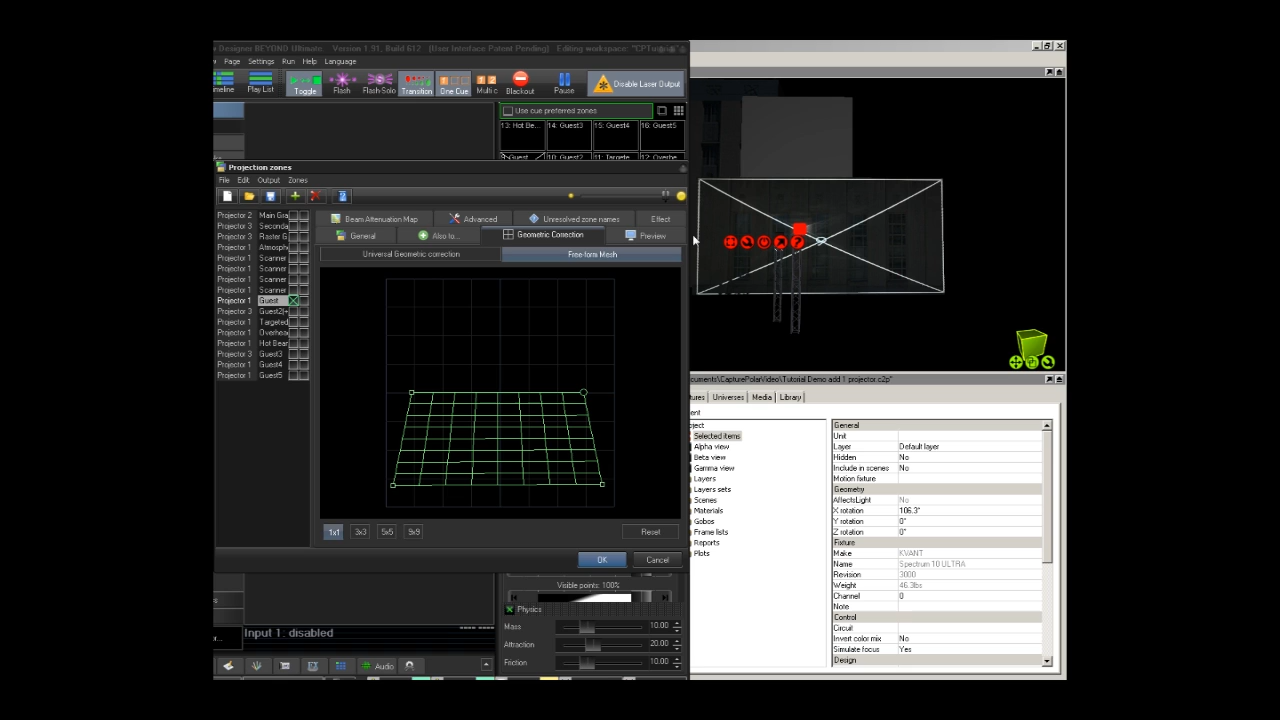 Designer BEYOND Ultimate. Version 1.91, Build 612 [User Interface Patent Pending] Editing workspace:
Page Settings Run Help Language
Play List Toggle Flash Flash-Solo Transition One Cue Multi c Blackout Pause Disable Laser Output
Use cue preferred zones
13: Hot Be... 14: Guest3 15: Guest4 16: Guest5
Guest 10: Guest2 11: Targete 12: Overhe
Projection zones
File Edit Output Zones
Projector 2 Main Gra
Projector 3 Seconda
Projector 3 Raster G
Projector 1 Atmosph
Projector 1 Scanner
Projector 1 Scanner
Projector 1 Scanner
Projector 1 Scanner
Projector 1 Guest
Projector 3 Guest2(+
Projector 1 Targeted
Projector 1 Overhea
Projector 1 Hot Bear
Projector 3 Guest3
Projector 1 Guest4
Projector 1 Guest5
Beam Attenuation Map Advanced Unresolved zone names Effect
General Also to... Geometric Correction Preview
Universal Geometric correction Free-form Mesh
1x1 3x3 5x5 9x9 Reset
OK Cancel
Visible points: 100%
Physics
Mass 10.00
Attraction 20.00
Friction 10.00
Input 1: disabled
Audio
cuments\CapturePolarVideo\Tutorial Demo add 1 projector.c2p"
tures Universes Media Library
ent
oject
Selected items
Alpha view
Beta view
Gamma view
Layers
Layers sets
Scenes
Materials
Gobos
Frame lists
Reports
Plots
General
Unit
Layer Default layer
Hidden No
Include in scenes No
Motion fixture
Geometry
AffectsLight No
X rotation 106.3°
Y rotation 0°
Z rotation 0°
Fixture
Make KVANT
Name Spectrum 10 ULTRA
Revision 3000
Weight 46.3lbs
Channel 0
Note
Control
Circuit
Invert color mix No
Simulate focus Yes
Design